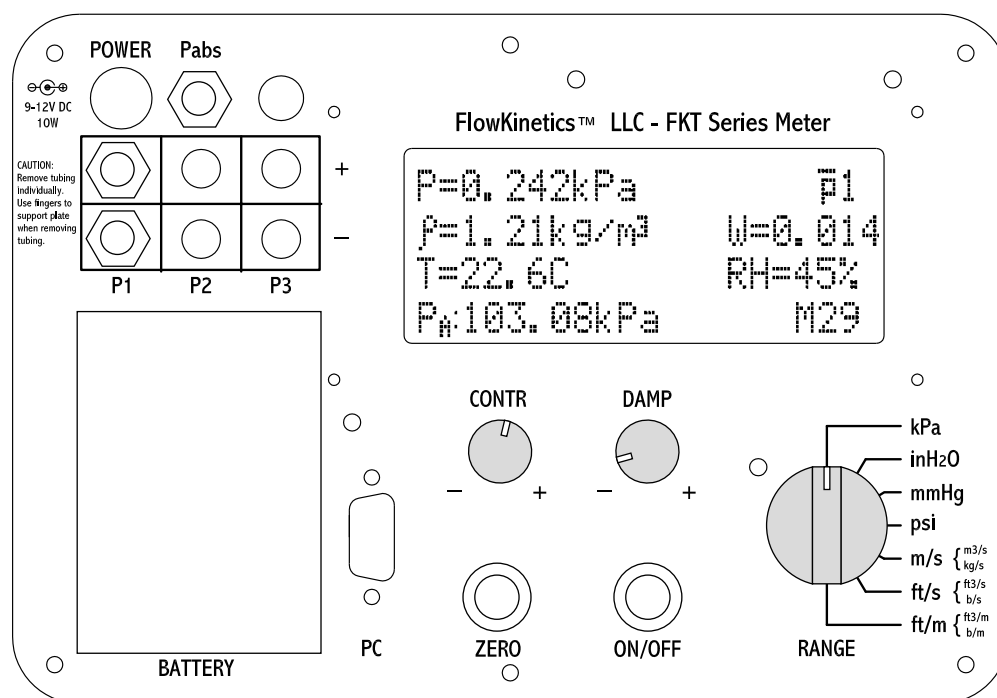 POWER Pabs
9-12V DC
10W
FlowKinetics™ LLC - FKT Series Meter
CAUTION:
Remove tubing
individually.
Use fingers to
support plate
when removing
tubing.
+
−
P1 P2 P3
P=0.242kPa p̅1
ρ=1.21kg/m³ W=0.014
T=22.6C RH=45%
PA:103.08kPa M29
CONTR DAMP
− + − +
kPa
inH2O
mmHg
psi
m/s { m3/s
kg/s
ft/s { ft3/s
b/s
ft/m { ft3/m
b/m
BATTERY PC ZERO ON/OFF RANGE